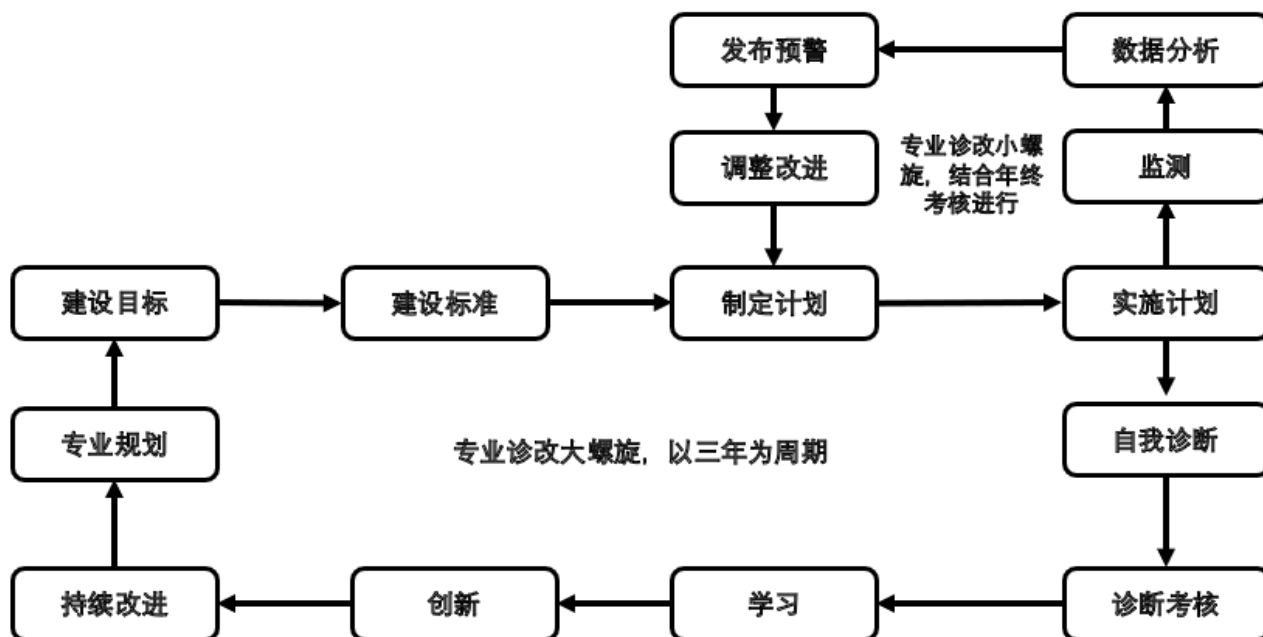 发布预警
数据分析
调整改进
专业诊改小螺
旋，结合年终
考核进行
监测
建设目标
建设标准
制定计划
实施计划
专业规划
专业诊改大螺旋，以三年为周期
自我诊断
持续改进
创新
学习
诊断考核